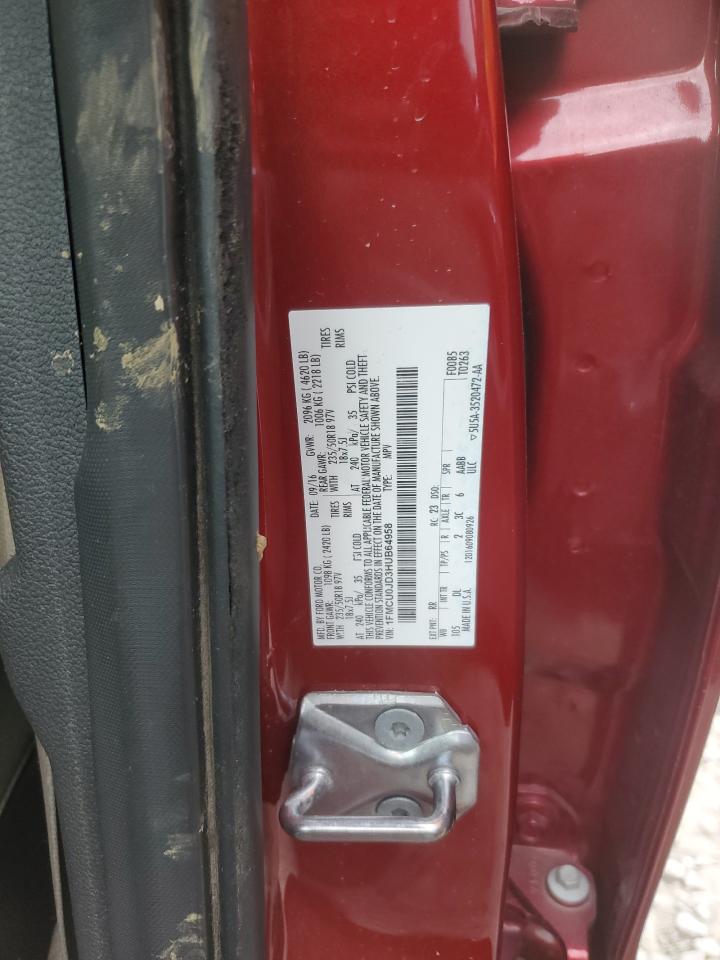 MFD. BY FORD MOTOR CO. DATE: 09/16 GVWR: 2096 KG ( 4620 LB)
FRONT GAWR: 1098 KG ( 2420 LB) REAR GAWR: 1006 KG ( 2218 LB)
WITH 235/50R18 97V TIRES WITH 235/50R18 97V TIRES
18x7.5J RIMS 18x7.5J RIMS
AT 240 kPa/ 35 PSI COLD AT 240 kPa/ 35 PSI COLD
THIS VEHICLE CONFORMS TO ALL APPLICABLE FEDERAL MOTOR VEHICLE SAFETY AND THEFT
PREVENTION STANDARDS IN EFFECT ON THE DATE OF MANUFACTURE SHOWN ABOVE.
VIN: 1FMCU0JD3HUB64958 TYPE: MPV
EXT PNT: RR RC: 23 DSO: F0085
WB INT TR TP/PS R AXLE TR SPR T0263
105 DL 2 3C 6 AABB
MADE IN U.S.A. 1201609080926 ULC
▽5U5A-3520472-AA